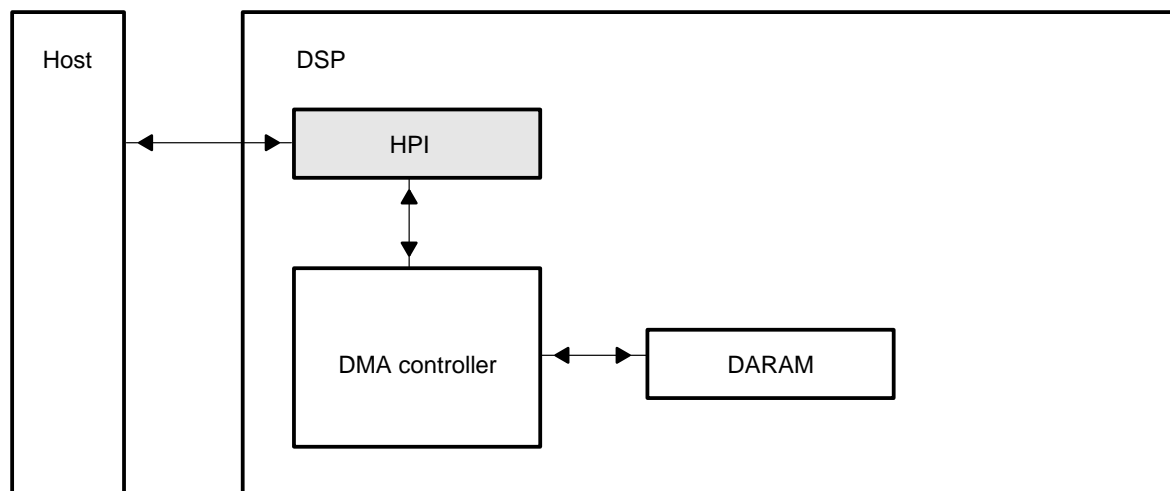 Host
DSP
HPI
DMA controller
DARAM